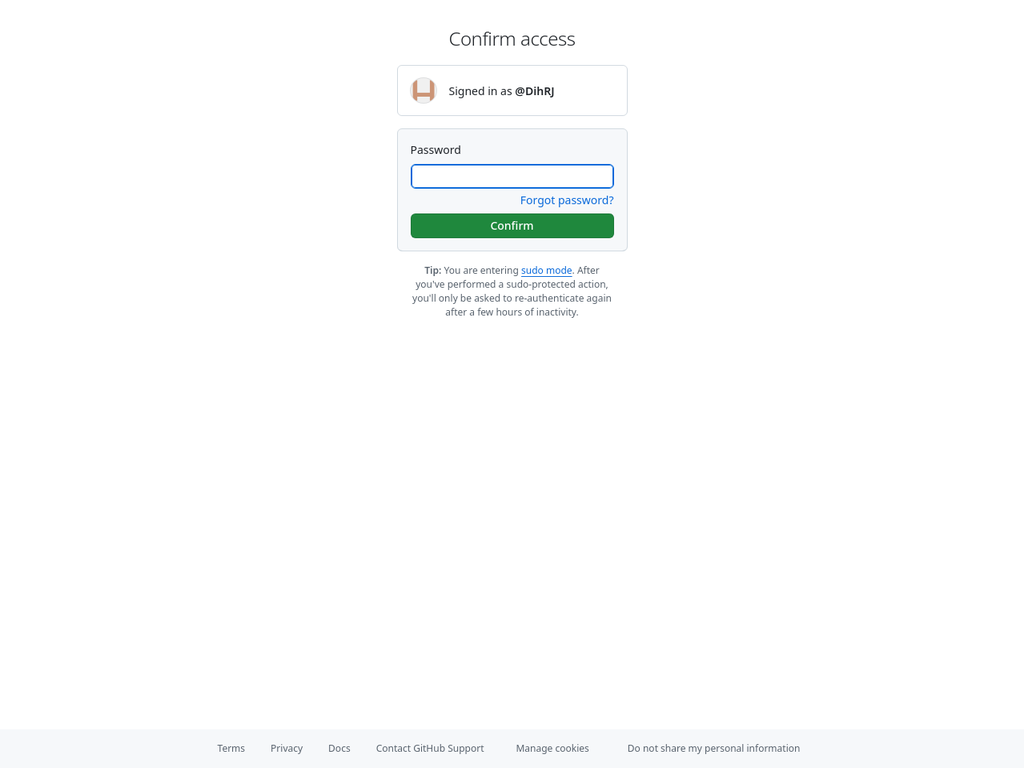 Confirm access
Signed in as @DihRJ
Password
Forgot password?
Confirm
Tip: You are entering sudo mode. After
you've performed a sudo-protected action,
you'll only be asked to re-authenticate again
after a few hours of inactivity.
Terms Privacy Docs Contact GitHub Support Manage cookies Do not share my personal information